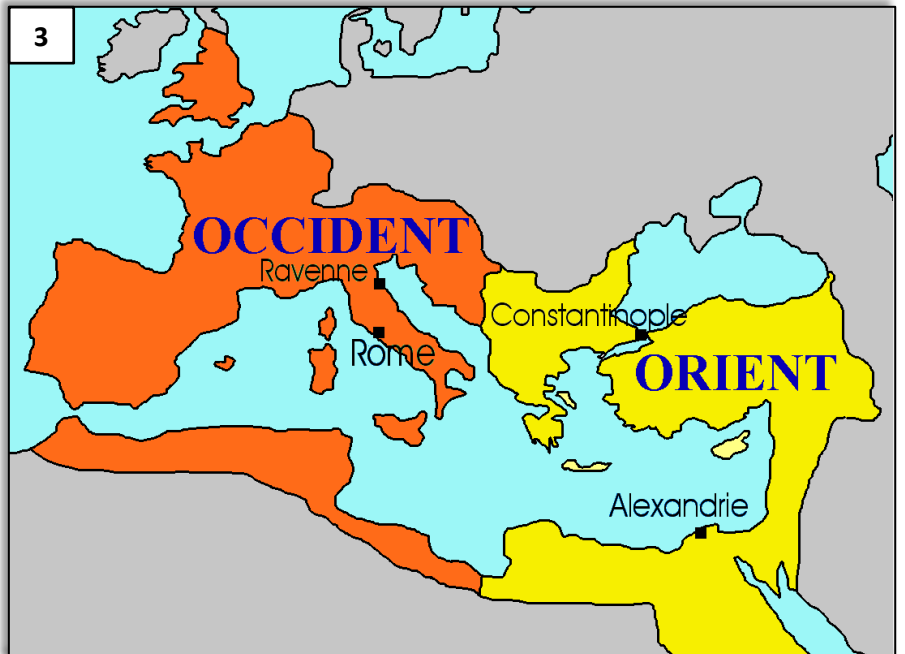 3
OCCIDENT
Ravenne
Constantinople
Rome
ORIENT
Alexandrie